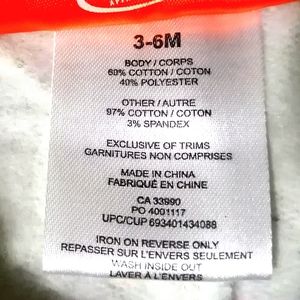 3-6M
BODY / CORPS
60% COTTON / COTON
40% POLYESTER
OTHER / AUTRE
97% COTTON / COTON
3% SPANDEX
EXCLUSIVE OF TRIMS
GARNITURES NON COMPRISES
MADE IN CHINA
FABRIQUÉ EN CHINE
CA 33990
PO 4001117
UPC/CUP 693401434088
IRON ON REVERSE ONLY
REPASSER SUR L'ENVERS SEULEMENT
WASH INSIDE OUT
LAVER À L'ENVERS